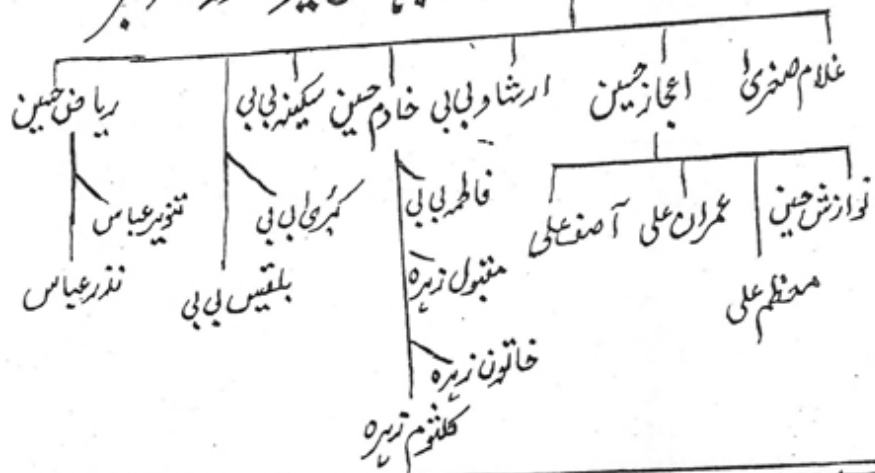 غلام صغریٰ اعجاز حسین ارشاد بی بی خادم حسین سکینہ بی بی ریاض حسین
نوازش حسین عمران علی آصف علی فاطمہ بی بی کبریٰ بی بی تنویر عباس
معظم علی مقبول زہرہ بلقیس بی بی نذر عباس
خاتون زہرہ
کلثوم زہرہ